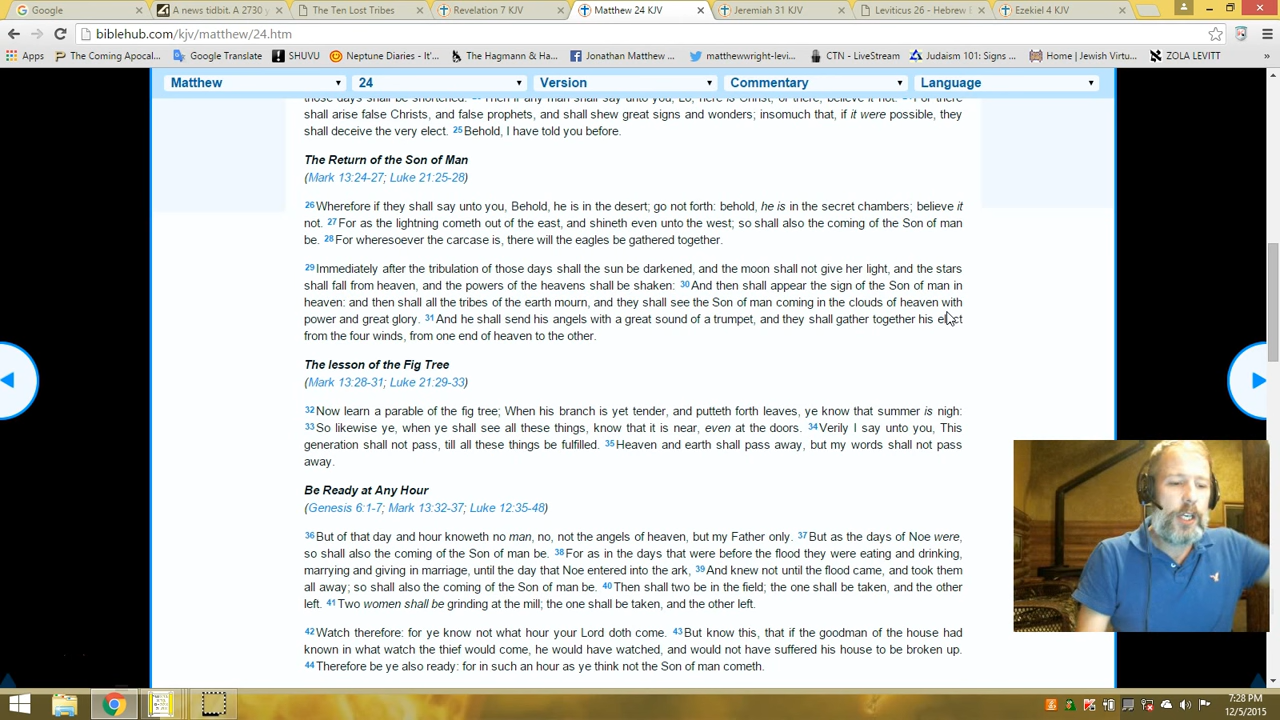 Google
A news tidbit. A 2730 y
The Ten Lost Tribes
Revelation 7 KJV
Matthew 24 KJV
Jeremiah 31 KJV
Leviticus 26 - Hebrew E
Ezekiel 4 KJV
biblehub.com/kjv/matthew/24.htm
Apps
The Coming Apocal...
Google Translate
SHUVU
Neptune Diaries - It'...
The Hagmann & Ha...
Jonathan Matthew ...
matthewwright-levi...
CTN - LiveStream
Judaism 101: Signs ...
Home | Jewish Virtu...
ZOLA LEVITT
»
Matthew
24
Version
Commentary
Language
those days shall be shortened. Then if any man shall say unto you, Lo, here is Christ, or there, believe it not. For there
shall arise false Christs, and false prophets, and shall shew great signs and wonders; insomuch that, if it were possible, they
shall deceive the very elect. 25 Behold, I have told you before.
The Return of the Son of Man
(Mark 13:24-27; Luke 21:25-28)
26 Wherefore if they shall say unto you, Behold, he is in the desert; go not forth: behold, he is in the secret chambers; believe it
not. 27 For as the lightning cometh out of the east, and shineth even unto the west; so shall also the coming of the Son of man
be. 28 For wheresoever the carcase is, there will the eagles be gathered together.
29 Immediately after the tribulation of those days shall the sun be darkened, and the moon shall not give her light, and the stars
shall fall from heaven, and the powers of the heavens shall be shaken: 30 And then shall appear the sign of the Son of man in
heaven: and then shall all the tribes of the earth mourn, and they shall see the Son of man coming in the clouds of heaven with
power and great glory. 31 And he shall send his angels with a great sound of a trumpet, and they shall gather together his elect
from the four winds, from one end of heaven to the other.
The lesson of the Fig Tree
(Mark 13:28-31; Luke 21:29-33)
32 Now learn a parable of the fig tree; When his branch is yet tender, and putteth forth leaves, ye know that summer is nigh:
33 So likewise ye, when ye shall see all these things, know that it is near, even at the doors. 34 Verily I say unto you, This
generation shall not pass, till all these things be fulfilled. 35 Heaven and earth shall pass away, but my words shall not pass
away.
Be Ready at Any Hour
(Genesis 6:1-7; Mark 13:32-37; Luke 12:35-48)
36 But of that day and hour knoweth no man, no, not the angels of heaven, but my Father only. 37 But as the days of Noe were,
so shall also the coming of the Son of man be. 38 For as in the days that were before the flood they were eating and drinking,
marrying and giving in marriage, until the day that Noe entered into the ark, 39 And knew not until the flood came, and took them
all away; so shall also the coming of the Son of man be. 40 Then shall two be in the field; the one shall be taken, and the other
left. 41 Two women shall be grinding at the mill; the one shall be taken, and the other left.
42 Watch therefore: for ye know not what hour your Lord doth come. 43 But know this, that if the goodman of the house had
known in what watch the thief would come, he would have watched, and would not have suffered his house to be broken up.
44 Therefore be ye also ready: for in such an hour as ye think not the Son of man cometh.
7:28 PM
12/5/2015